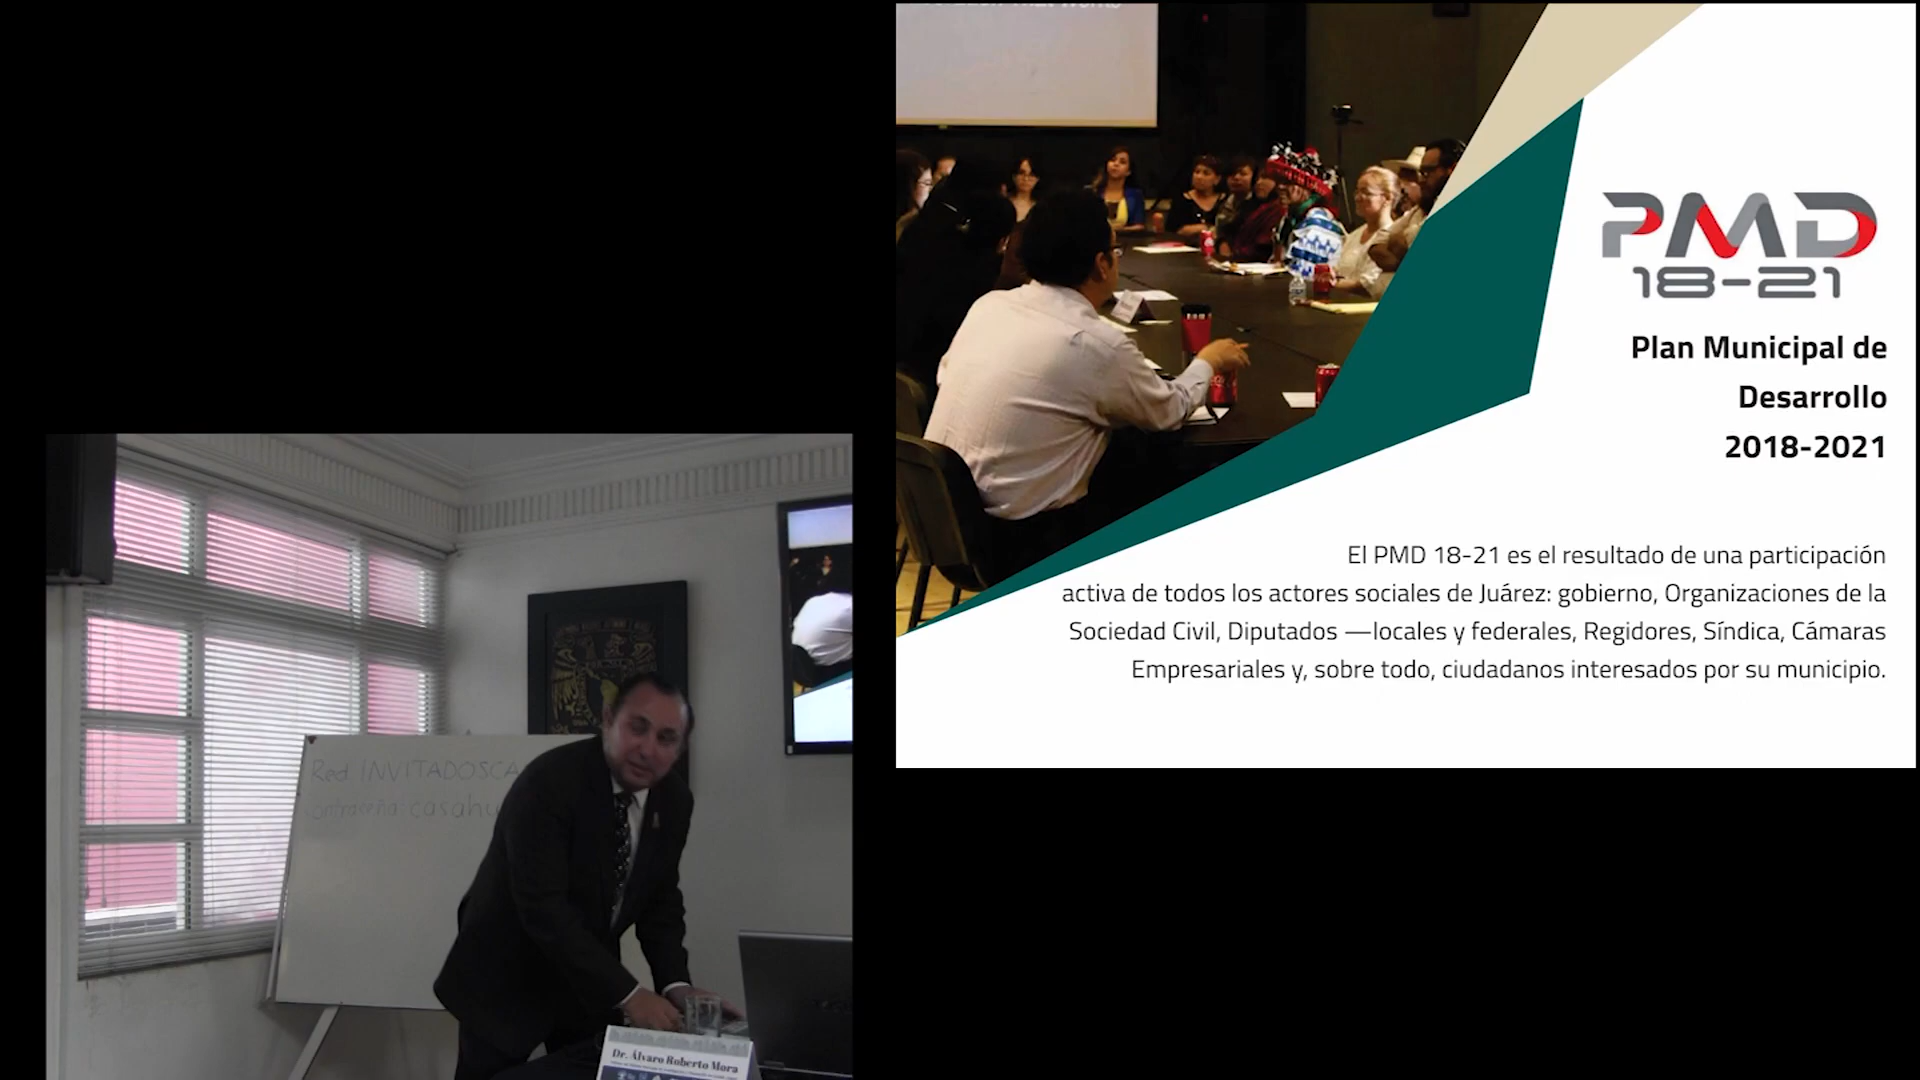 PMD
18-21
Plan Municipal de
Desarrollo
2018-2021
El PMD 18-21 es el resultado de una participación
activa de todos los actores sociales de Juárez: gobierno, Organizaciones de la
Sociedad Civil, Diputados —locales y federales, Regidores, Síndica, Cámaras
Empresariales y, sobre todo, ciudadanos interesados por su municipio.
Red INVITADOSCA
contraseña: casahu
Dr. Álvaro Roberto Mora